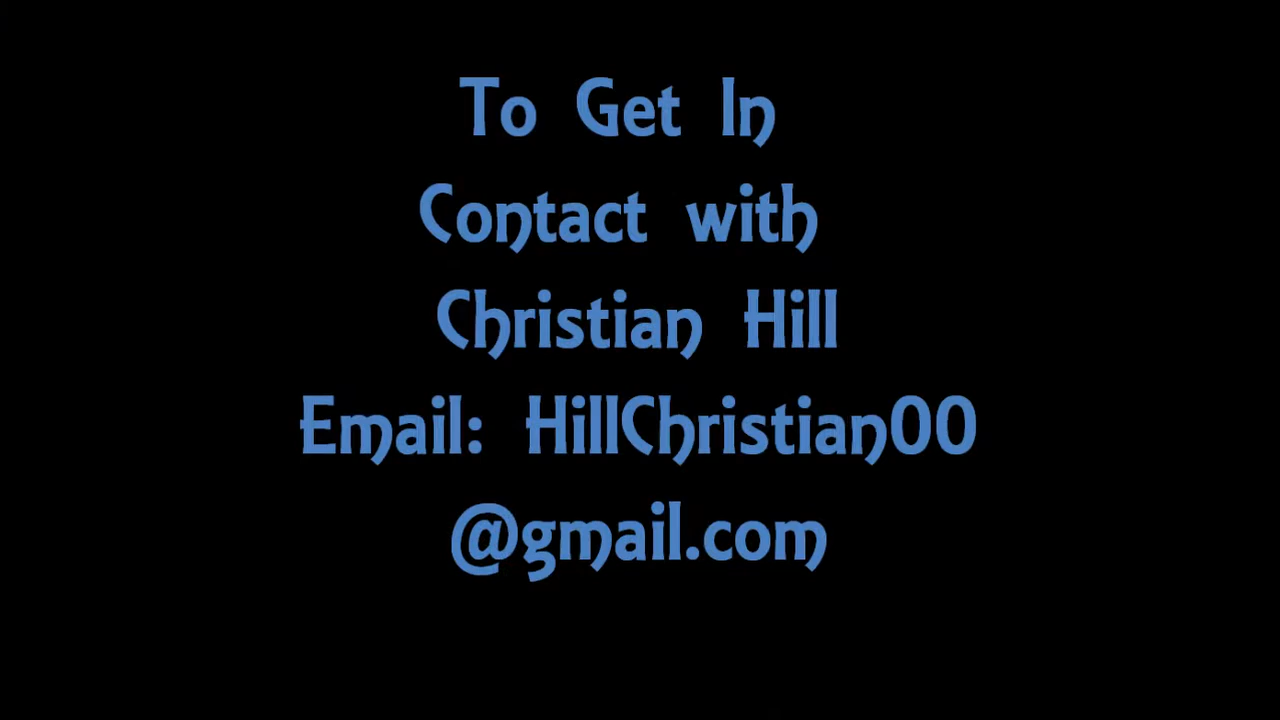 To Get In
Contact with
Christian Hill
Email: HillChristian00
@gmail.com